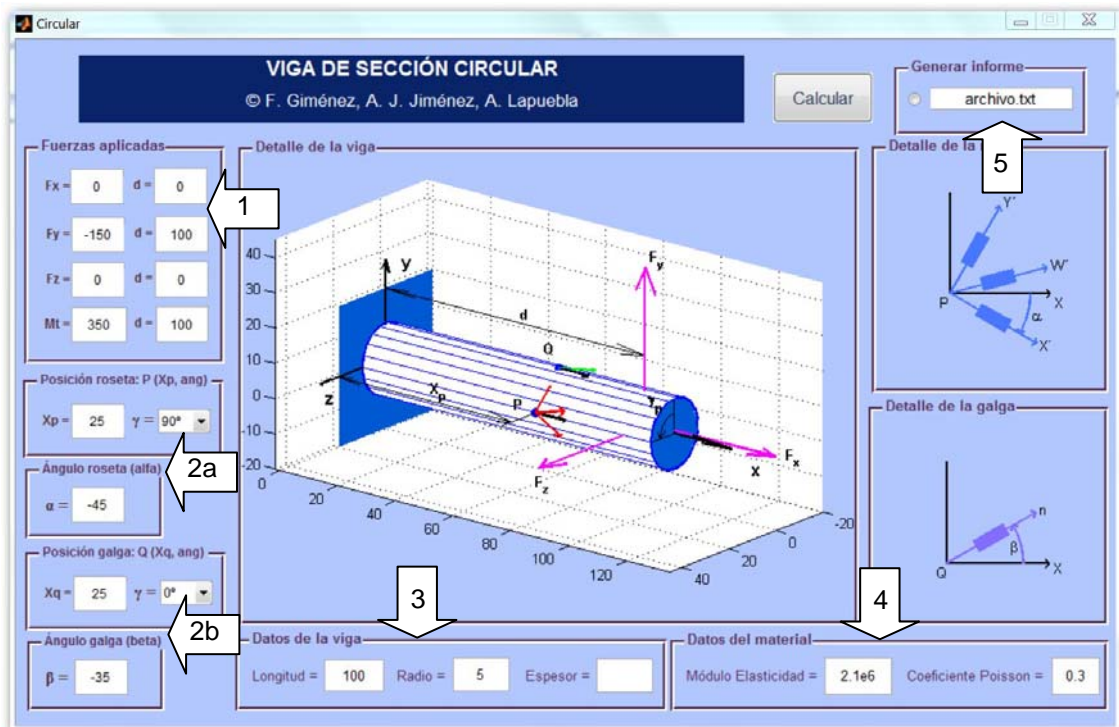 Circular
VIGA DE SECCIÓN CIRCULAR
© F. Giménez, A. J. Jiménez, A. Lapuebla
Calcular
Generar informe
archivo.txt
5
Fuerzas aplicadas
Fx = 0 d = 0
Fy = -150 d = 100
Fz = 0 d = 0
Mt = 350 d = 100
1
Posición roseta: P (Xp, ang)
Xp = 25 γ = 90º
Ángulo roseta (alfa)
α = -45
2a
Posición galga: Q (Xq, ang)
Xq = 25 γ = 0º
Ángulo galga (beta)
β = -35
2b
Detalle de la viga
40
30
20
10
0
-10
-20
0
20
40
60
80
100
120
40
20
0
-20
y
z
d
Q
Xp
P
Fy
Fz
Fx
X
Detalle de la
Y'
W'
P
X
α
X'
Detalle de la galga
n
β
Q
X
3
Datos de la viga
Longitud = 100 Radio = 5 Espesor =
4
Datos del material
Módulo Elasticidad = 2.1e6 Coeficiente Poisson = 0.3